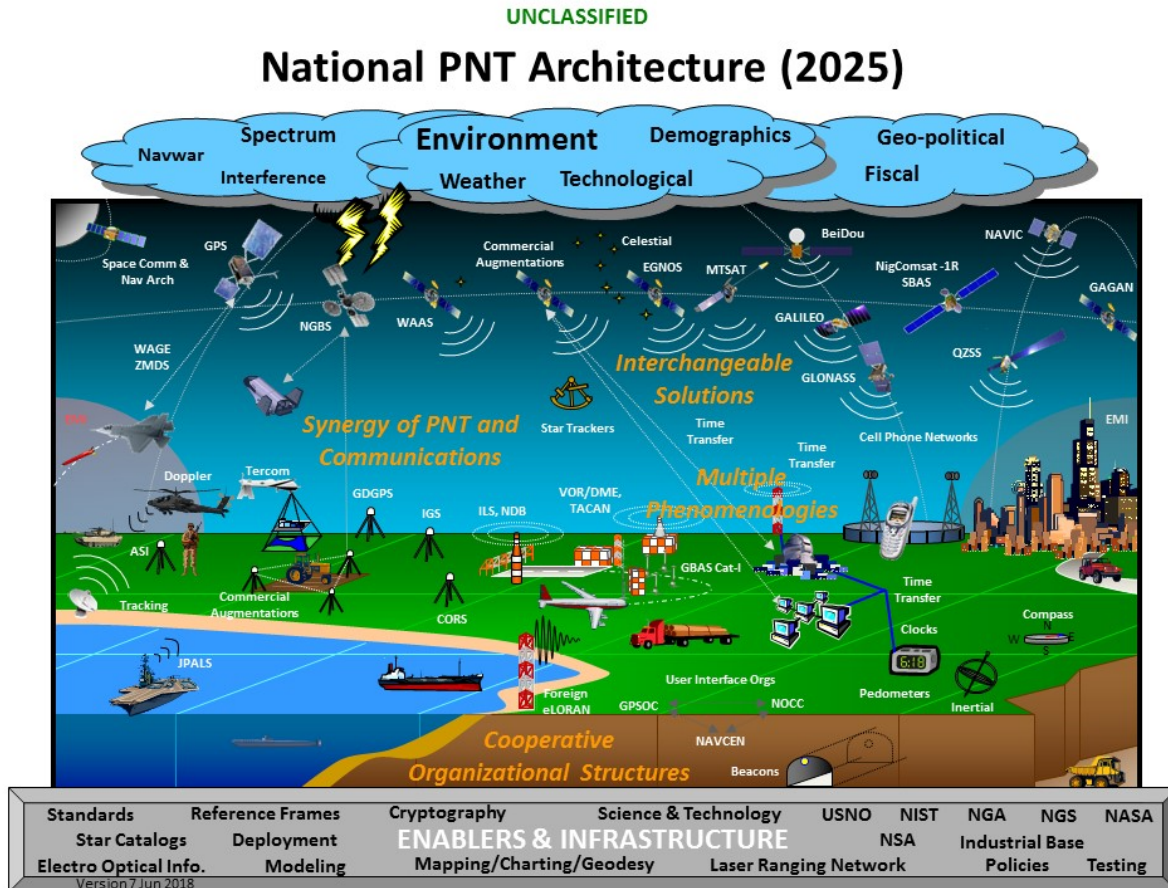 UNCLASSIFIED
National PNT Architecture (2025)
Spectrum
Navwar
Interference
Environment
Demographics
Weather
Technological
Geo-political
Fiscal
Space Comm &
Nav Arch
GPS
NGBS
WAAS
Commercial
Augmentations
Celestial
EGNOS
MTSAT
BeiDou
NAVIC
NigComsat -1R
SBAS
GAGAN
GALILEO
GLONASS
QZSS
WAGE
ZMDS
Interchangeable
Solutions
Star Trackers
Synergy of PNT and
Communications
Time
Transfer
Time
Transfer
Cell Phone Networks
EMI
Multiple
Phenomenologies
Doppler
Tercom
GDGPS
IGS
ILS, NDB
VOR/DME,
TACAN
ASI
GBAS Cat-I
Tracking
Commercial
Augmentations
CORS
Time
Transfer
Clocks
6:18
Compass
N
W E
S
JPALS
Foreign
eLORAN
User Interface Orgs
GPSOC
NOCC
NAVCEN
Pedometers
Inertial
Cooperative
Organizational Structures
Beacons
Standards Reference Frames Cryptography Science & Technology USNO NIST NGA NGS NASA
Star Catalogs Deployment ENABLERS & INFRASTRUCTURE NSA Industrial Base
Electro Optical Info. Modeling Mapping/Charting/Geodesy Laser Ranging Network Policies Testing
Version 7 Jun 2018